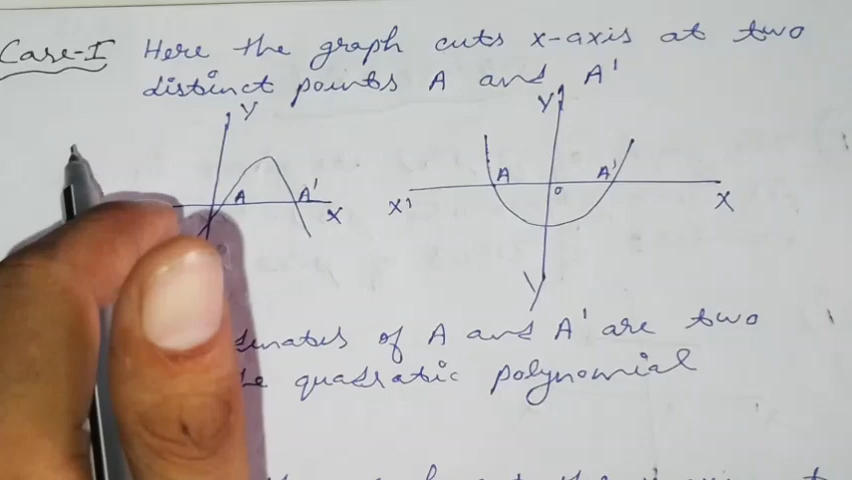 Case-I Here the graph cuts x-axis at two
distinct points A and A'
Y Y
A A' X
X' A O A' X
Y
of A and A' are two
quadratic polynomial